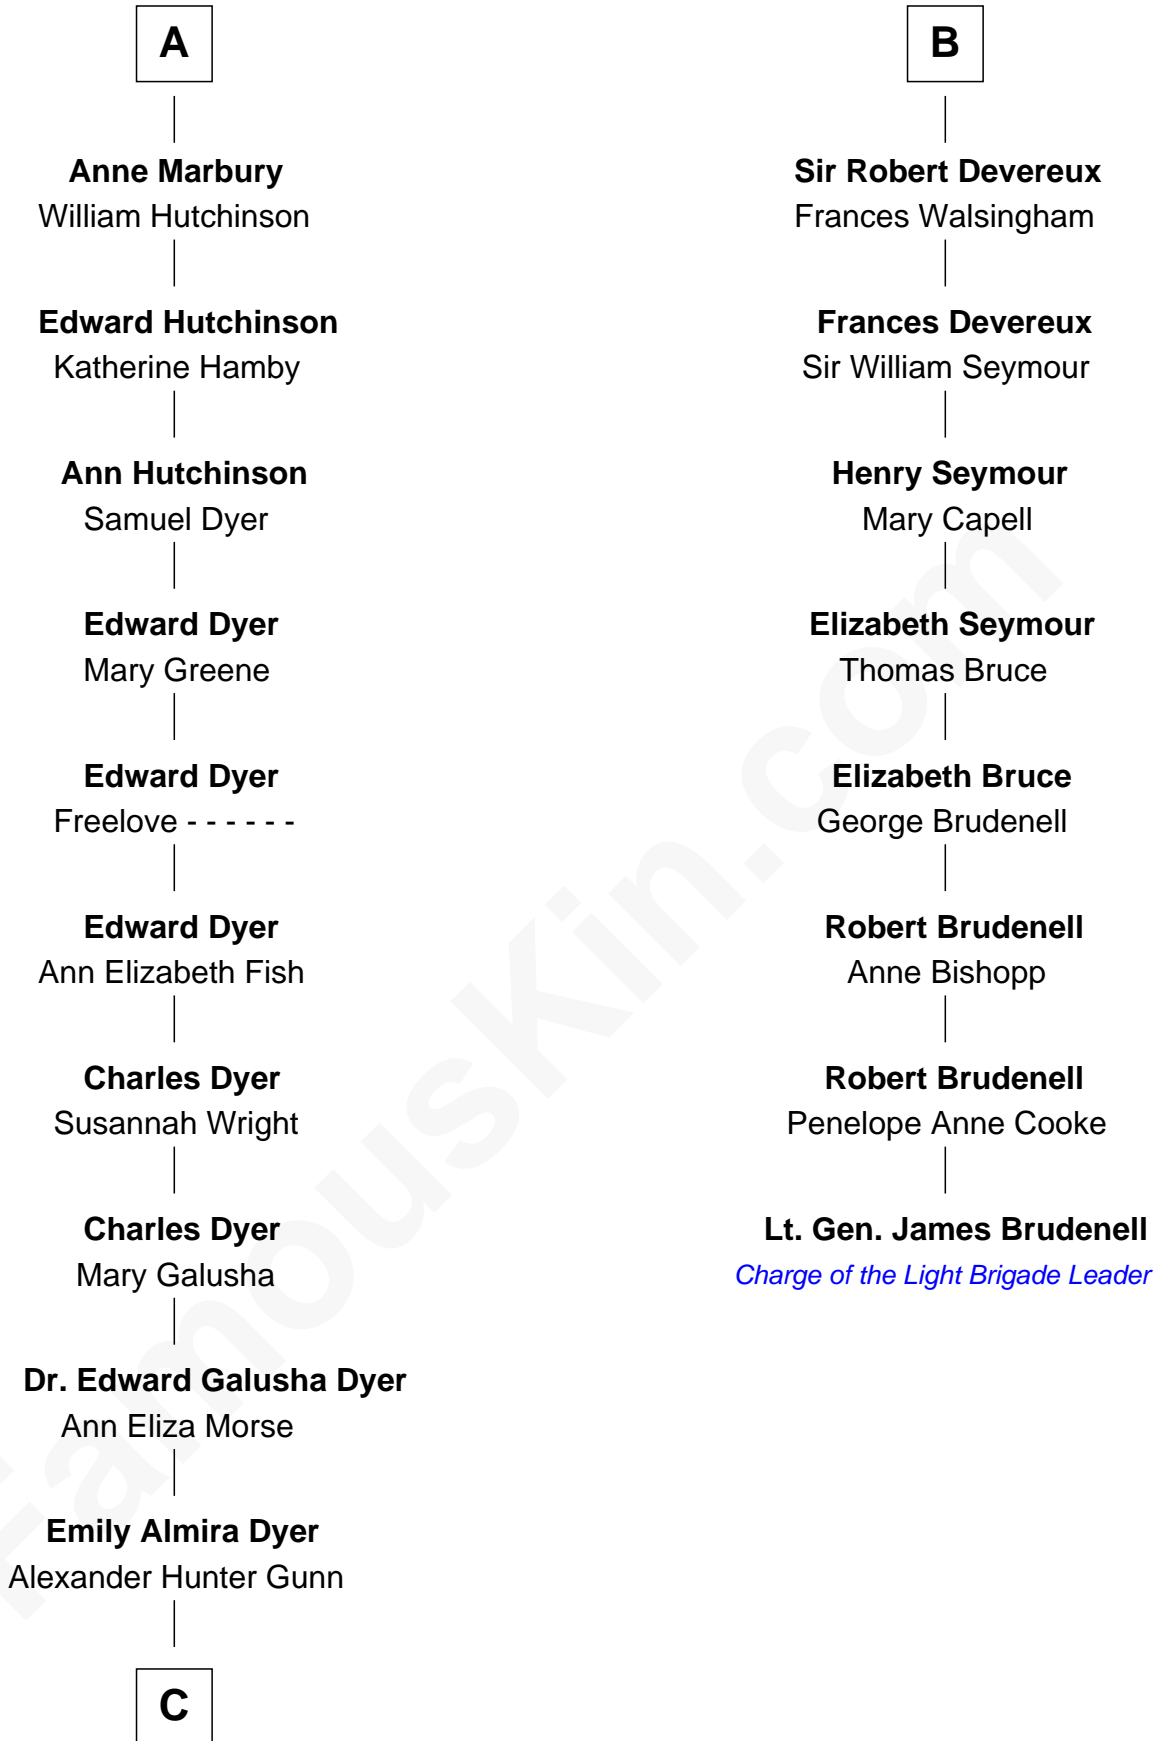 A
Anne Marbury
William Hutchinson
Edward Hutchinson
Katherine Hamby
Ann Hutchinson
Samuel Dyer
Edward Dyer
Mary Greene
Edward Dyer
Freelove - - - - - -
Edward Dyer
Ann Elizabeth Fish
Charles Dyer
Susannah Wright
Charles Dyer
Mary Galusha
Dr. Edward Galusha Dyer
Ann Eliza Morse
Emily Almira Dyer
Alexander Hunter Gunn
C
B
Sir Robert Devereux
Frances Walsingham
Frances Devereux
Sir William Seymour
Henry Seymour
Mary Capell
Elizabeth Seymour
Thomas Bruce
Elizabeth Bruce
George Brudenell
Robert Brudenell
Anne Bishopp
Robert Brudenell
Penelope Anne Cooke
Lt. Gen. James Brudenell
Charge of the Light Brigade Leader
FamousKin.com